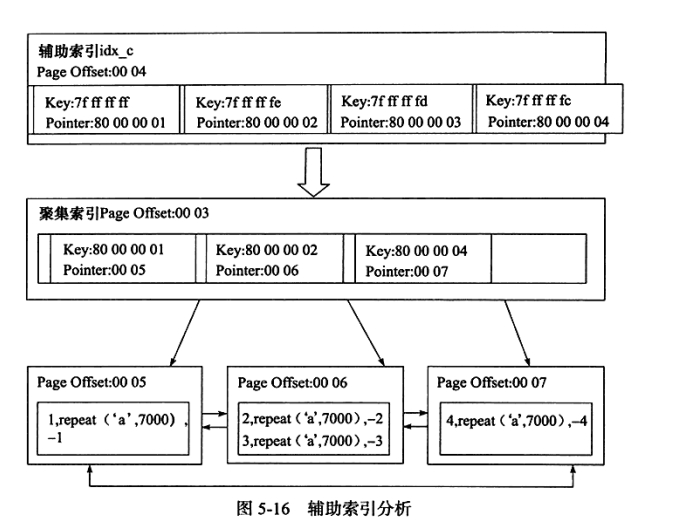 辅助索引idx_c
Page Offset:00 04
Key:7f ff ff ff
Pointer:80 00 00 01
Key:7f ff ff fe
Pointer:80 00 00 02
Key:7f ff ff fd
Pointer:80 00 00 03
Key:7f ff ff fc
Pointer:80 00 00 04
聚集索引Page Offset:00 03
Key:80 00 00 01
Pointer:00 05
Key:80 00 00 02
Pointer:00 06
Key:80 00 00 04
Pointer:00 07
Page Offset:00 05
1,repeat（‘a’,7000）,
-1
Page Offset:00 06
2,repeat（‘a’,7000）,-2
3,repeat（‘a’,7000）,-3
Page Offset:00 07
4,repeat（‘a’,7000）,-4
图 5-16 辅助索引分析